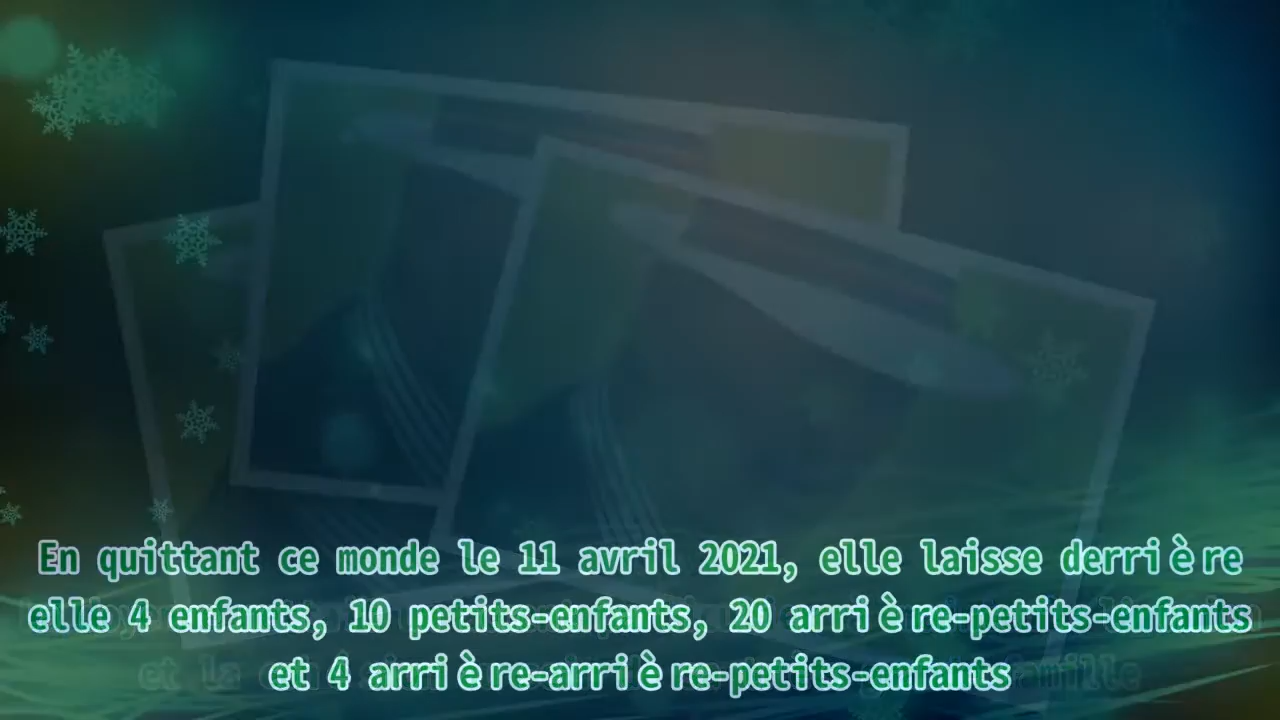 En quittant ce monde le 11 avril 2021, elle laisse derrière
elle 4 enfants, 10 petits-enfants, 20 arrière-petits-enfants
et 4 arrière-arrière-petits-enfants